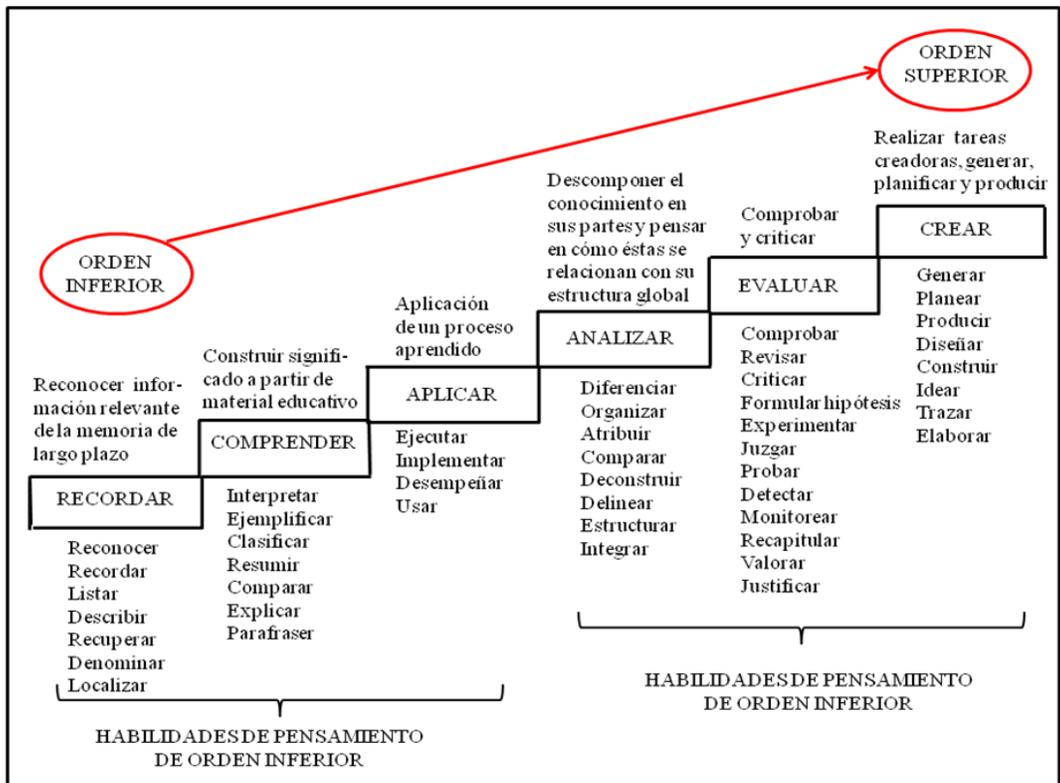 ORDEN
SUPERIOR
ORDEN
INFERIOR
Reconocer infor-
mación relevante
de la memoria de
largo plazo
RECORDAR
Reconocer
Recordar
Listar
Describir
Recuperar
Denominar
Localizar
Construir signifi-
cado a partir de
material educativo
COMPRENDER
Interpretar
Ejemplificar
Clasificar
Resumir
Comparar
Explicar
Parafraser
Aplicación
de un proceso
aprendido
APLICAR
Ejecutar
Implementar
Desempeñar
Usar
Descomponer el
conocimiento en
sus partes y pensar
en cómo éstas se
relacionan con su
estructura global
ANALIZAR
Diferenciar
Organizar
Atribuir
Comparar
Deconstruir
Delinear
Estructurar
Integrar
Comprobar
y criticar
EVALUAR
Comprobar
Revisar
Criticar
Formular hipótesis
Experimentar
Juzgar
Probar
Detectar
Monitorear
Recapitular
Valorar
Justificar
Realizar tareas
creadoras, generar,
planificar y producir
CREAR
Generar
Planear
Producir
Diseñar
Construir
Idear
Trazar
Elaborar
HABILIDADES DE PENSAMIENTO
DE ORDEN INFERIOR
HABILIDADES DE PENSAMIENTO
DE ORDEN INFERIOR